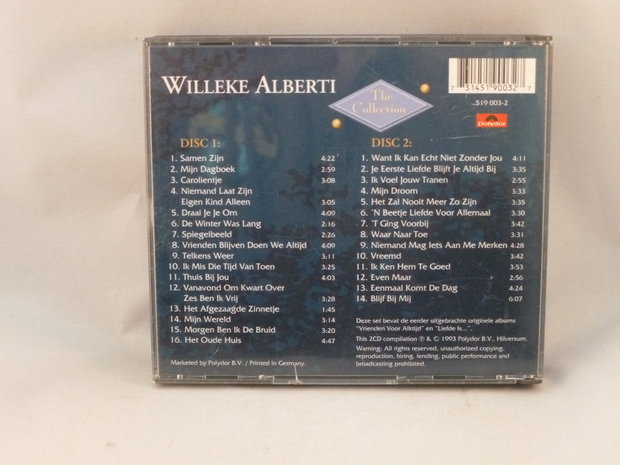 WILLEKE ALBERTI
The
Collection
7 31451 90032 7
519 003-2
Polydor
DISC 1:
1. Samen Zijn 4:22
2. Mijn Dagboek 2:59
3. Carolientje 3:08
4. Niemand Laat Zijn
Eigen Kind Alleen 3:05
5. Draai Je Je Om 4:09
6. De Winter Was Lang 2:16
7. Spiegelbeeld 2:26
8. Vrienden Blijven Doen We Altijd 4:09
9. Telkens Weer 3:11
10. Ik Mis Die Tijd Van Toen 3:25
11. Thuis Bij Jou 4:03
12. Vanavond Om Kwart Over
Zes Ben Ik Vrij 3:28
13. Het Afgezaagde Zinnetje 1:45
14. Mijn Wereld 3:14
15. Morgen Ben Ik De Bruid 3:20
16. Het Oude Huis 4:47
DISC 2:
1. Want Ik Kan Echt Niet Zonder Jou 4:11
2. Je Eerste Liefde Blijft Je Altijd Bij 3:35
3. Ik Voel Jouw Tranen 2:55
4. Mijn Droom 3:31
5. Het Zal Nooit Meer Zo Zijn 3:35
6. 'N Beetje Liefde Voor Allemaal 3:30
7. 'T Ging Voorbij 3:42
8. Waar Naar Toe 3:31
9. Niemand Mag Iets Aan Me Merken 4:28
10. Vreemd 3:42
11. Ik Ken Hem Te Goed 3:53
12. Even Maar 2:56
13. Eenmaal Komt De Dag 4:24
14. Blijf Bij Mij 6:07
Deze set bevat de eerder uitgebrachte originele albums
"Vrienden Voor Alktijd" en "Liefde Is..."
This 2CD compilation ℗ & © 1993 Polydor B.V., Hilversum.
Warning: All rights reserved, unauthorized copying,
reproduction, hiring, lending, public performance and
broadcasting prohibited.
Marketed by Polydor B.V. / Printed in Germany.